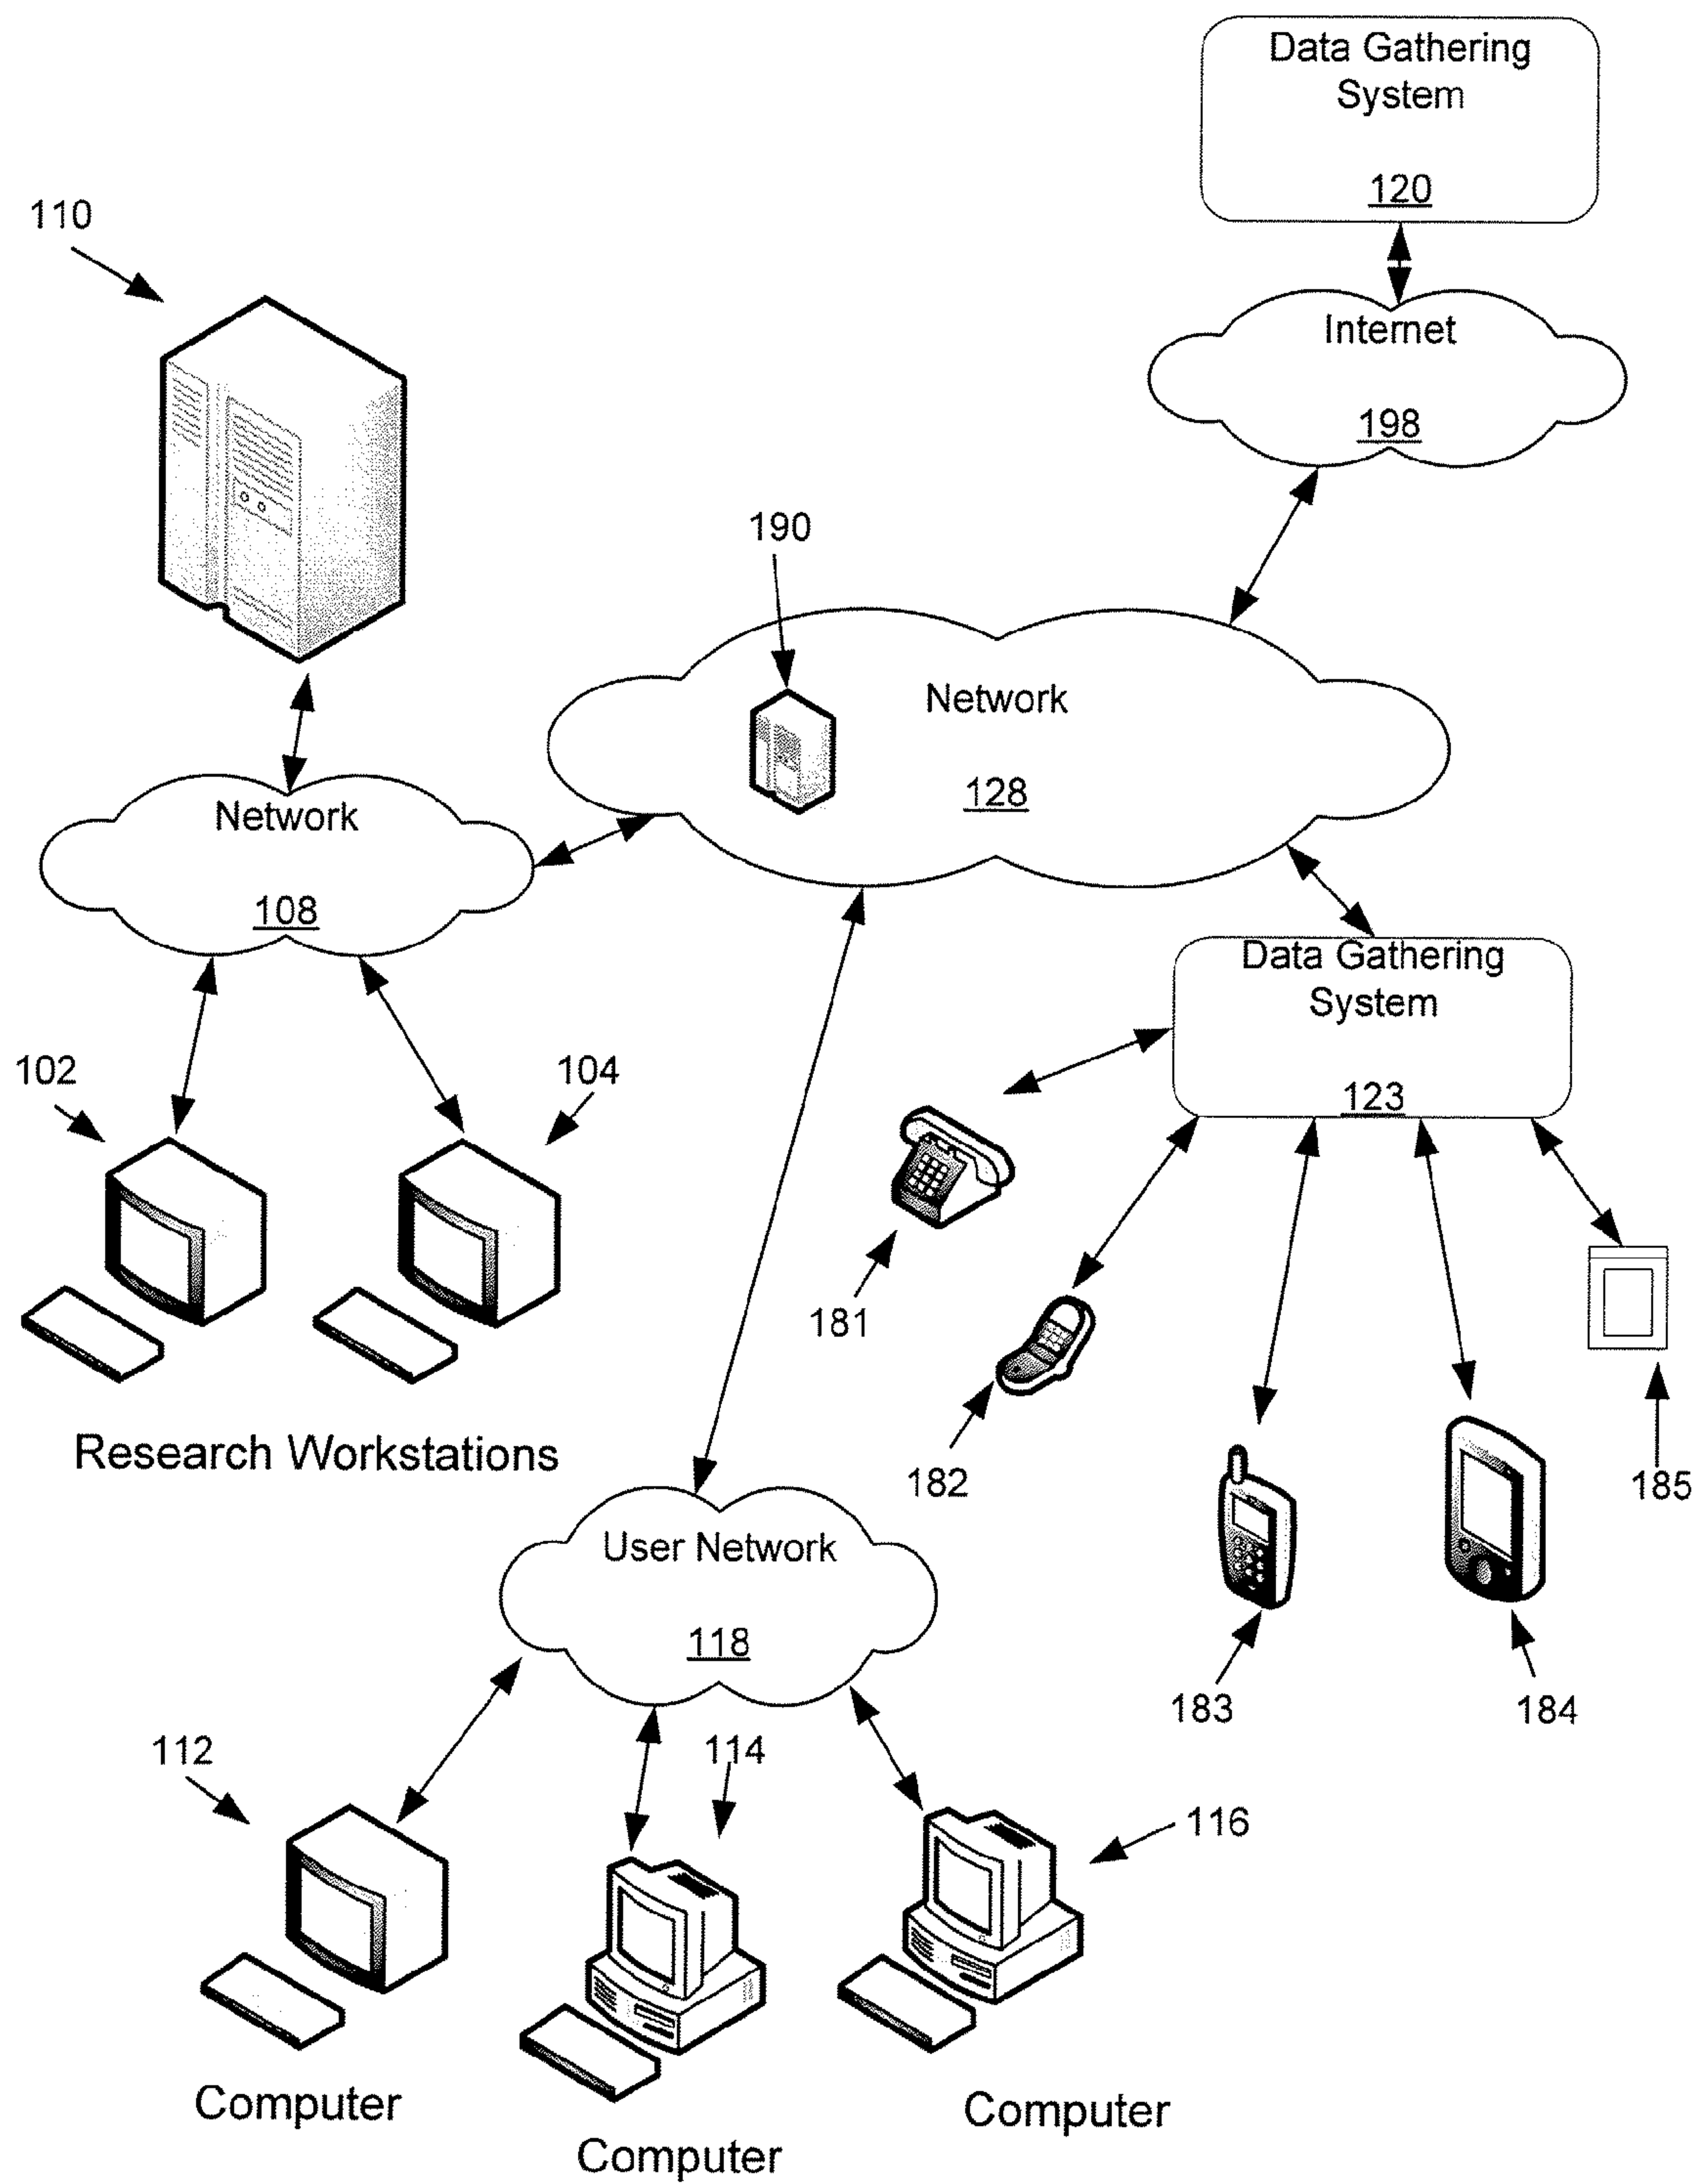 Data Gathering
System
120
110
Internet
198
190
Network
128
Network
108
Data Gathering
System
123
102
104
181
182
185
Research Workstations
User Network
118
183
184
112
114
116
Computer
Computer
Computer